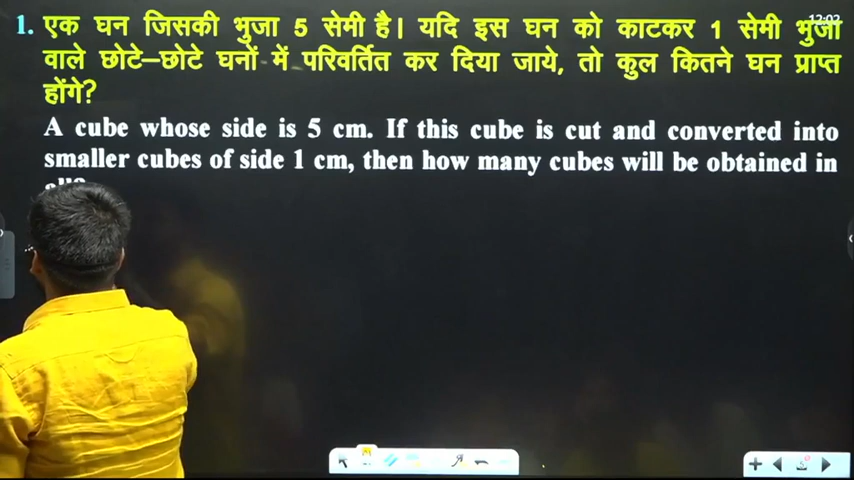 1. एक घन जिसकी भुजा 5 सेमी है। यदि इस घन को काटकर 1 सेमी भुजा
वाले छोटे–छोटे घनों में परिवर्तित कर दिया जाये, तो कुल कितने घन प्राप्त
होंगे?
A cube whose side is 5 cm. If this cube is cut and converted into
smaller cubes of side 1 cm, then how many cubes will be obtained in